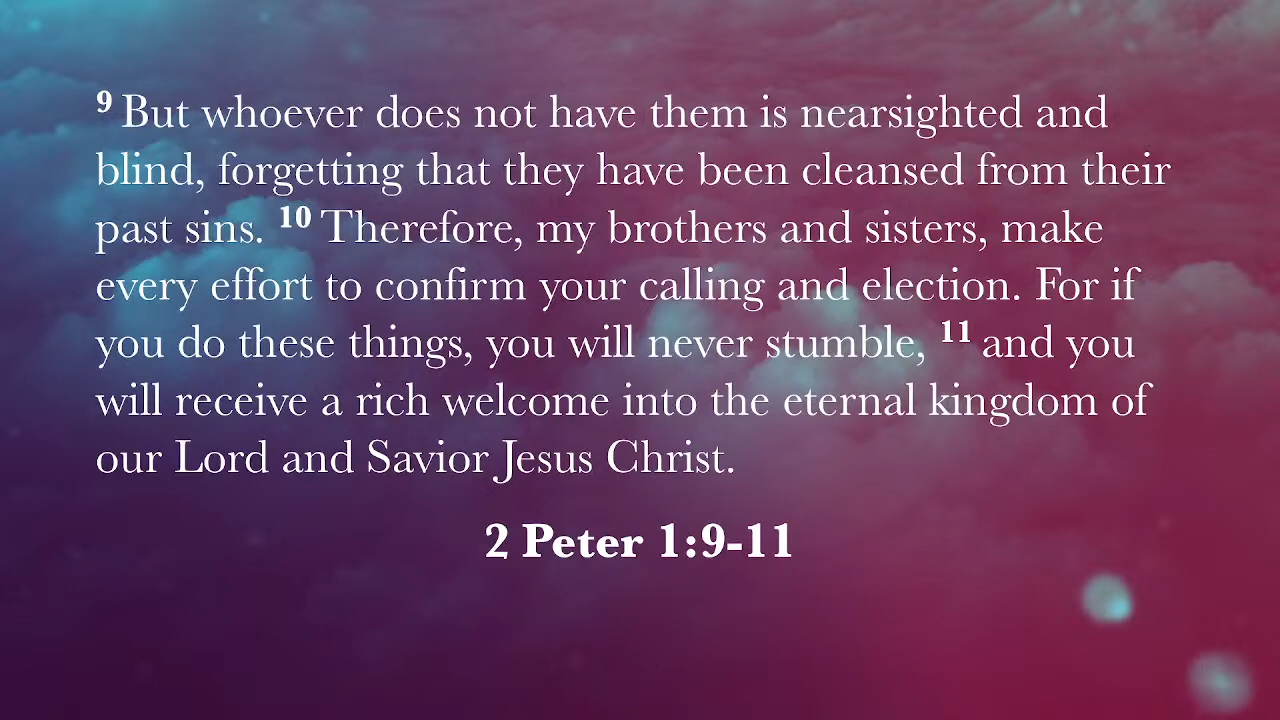 9 But whoever does not have them is nearsighted and
blind, forgetting that they have been cleansed from their
past sins. 10 Therefore, my brothers and sisters, make
every effort to confirm your calling and election. For if
you do these things, you will never stumble, 11 and you
will receive a rich welcome into the eternal kingdom of
our Lord and Savior Jesus Christ.
2 Peter 1:9-11